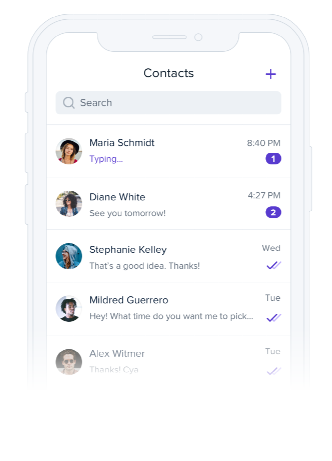 Contacts
+
Search
Maria Schmidt 8:40 PM
Typing... 1
Diane White 4:27 PM
See you tomorrow! 2
Stephanie Kelley Wed
That's a good idea. Thanks!
Mildred Guerrero Tue
Hey! What time do you want me to pick...
Alex Witmer Tue
Thanks! Cya